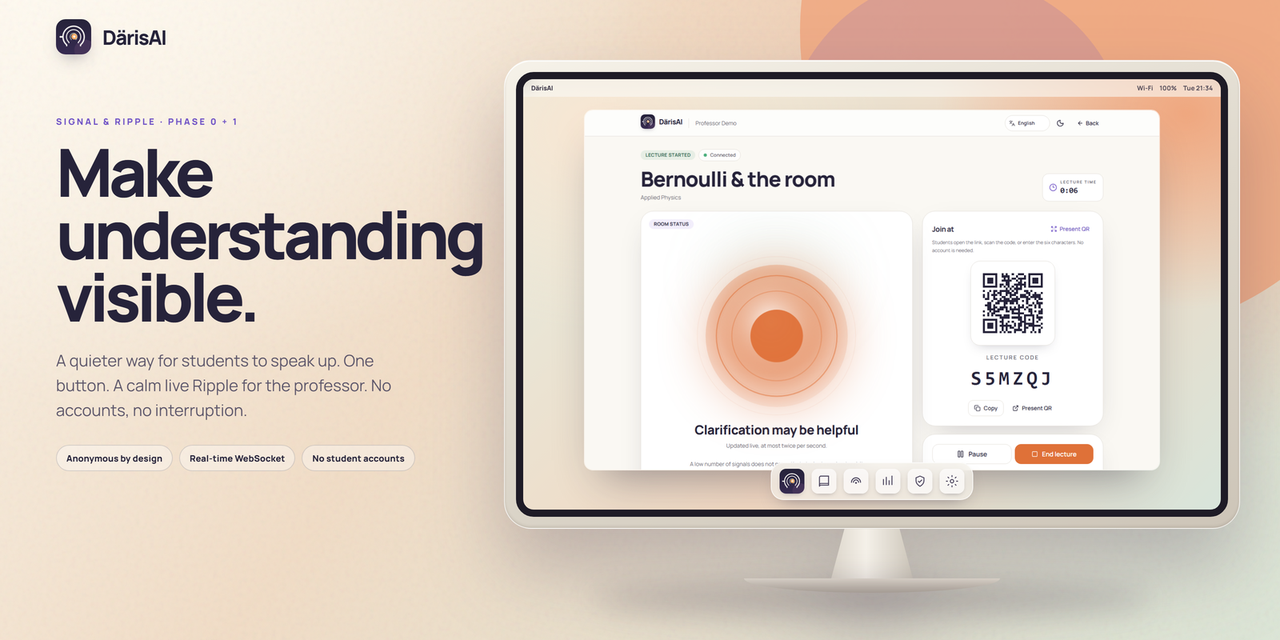 DärisAI
SIGNAL & RIPPLE · PHASE 0 + 1
Make
understanding
visible.
A quieter way for students to speak up. One
button. A calm live Ripple for the professor. No
accounts, no interruption.
Anonymous by design
Real-time WebSocket
No student accounts
DärisAI
Wi-Fi 100% Tue 21:34
DärisAI
Professor Demo
English
Back
LECTURE STARTED
Connected
Bernoulli & the room
Applied Physics
LECTURE TIME
0:06
ROOM STATUS
Clarification may be helpful
Updated live, at most twice per second.
A low number of signals does not
Join at
Present QR
Students open the link, scan the code, or enter the six characters. No
account is needed.
LECTURE CODE
S5MZQJ
Copy
Present QR
Pause
End lecture